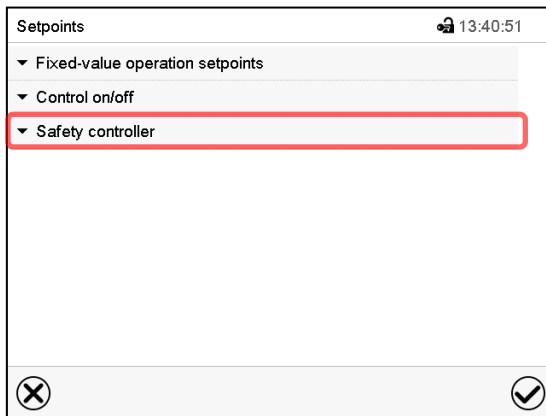 Setpoints 13:40:51
Fixed-value operation setpoints
Control on/off
Safety controller